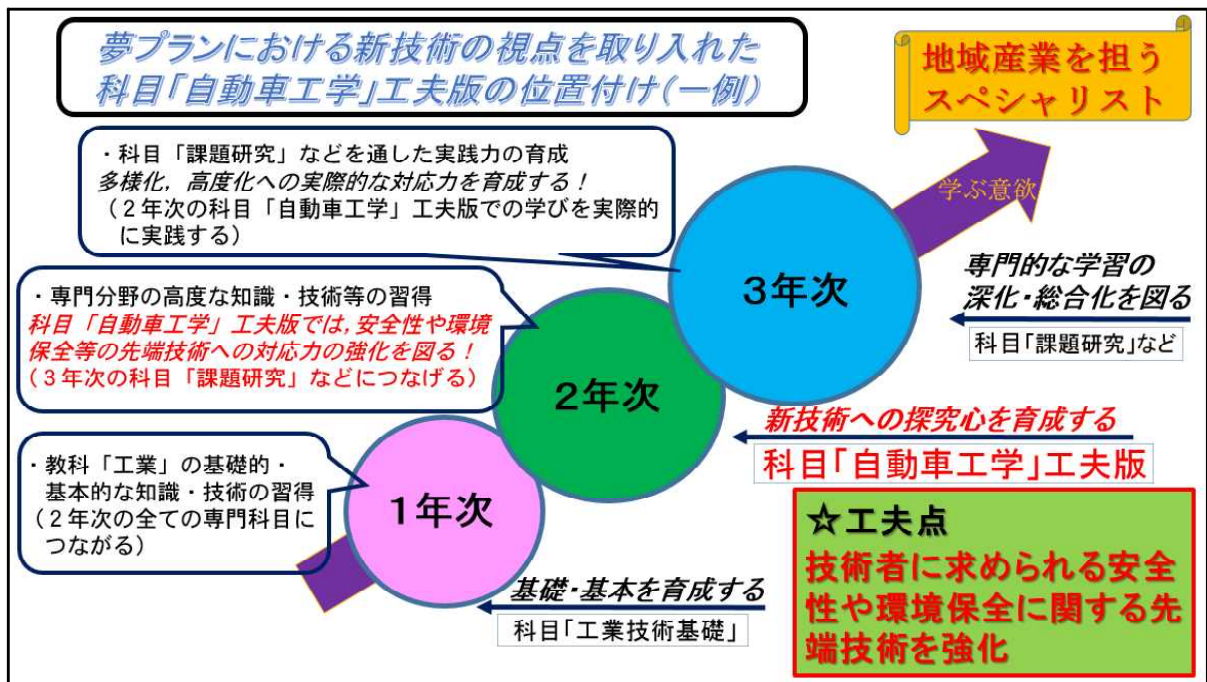 夢プランにおける新技術の視点を取り入れた
科目「自動車工学」工夫版の位置付け（一例）
地域産業を担う
スペシャリスト
学ぶ意欲
・科目「課題研究」などを通した実践力の育成
多様化，高度化への実際的な対応力を育成する！
（２年次の科目「自動車工学」工夫版での学びを実際的
に実践する）
３年次
専門的な学習の
深化・総合化を図る
科目「課題研究」など
・専門分野の高度な知識・技術等の習得
科目「自動車工学」工夫版では，安全性や環境
保全等の先端技術への対応力の強化を図る！
（３年次の科目「課題研究」などにつなげる）
２年次
新技術への探究心を育成する
科目「自動車工学」工夫版
・教科「工業」の基礎的・
基本的な知識・技術の習得
（２年次の全ての専門科目に
つながる）
１年次
基礎・基本を育成する
科目「工業技術基礎」
☆工夫点
技術者に求められる安全
性や環境保全に関する先
端技術を強化